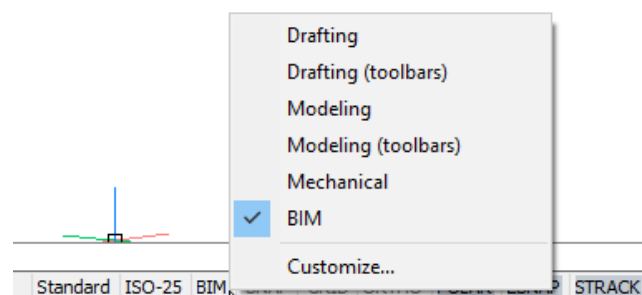 Drafting
Drafting (toolbars)
Modeling
Modeling (toolbars)
Mechanical
BIM
Customize...
Standard ISO-25 BIM STRACK